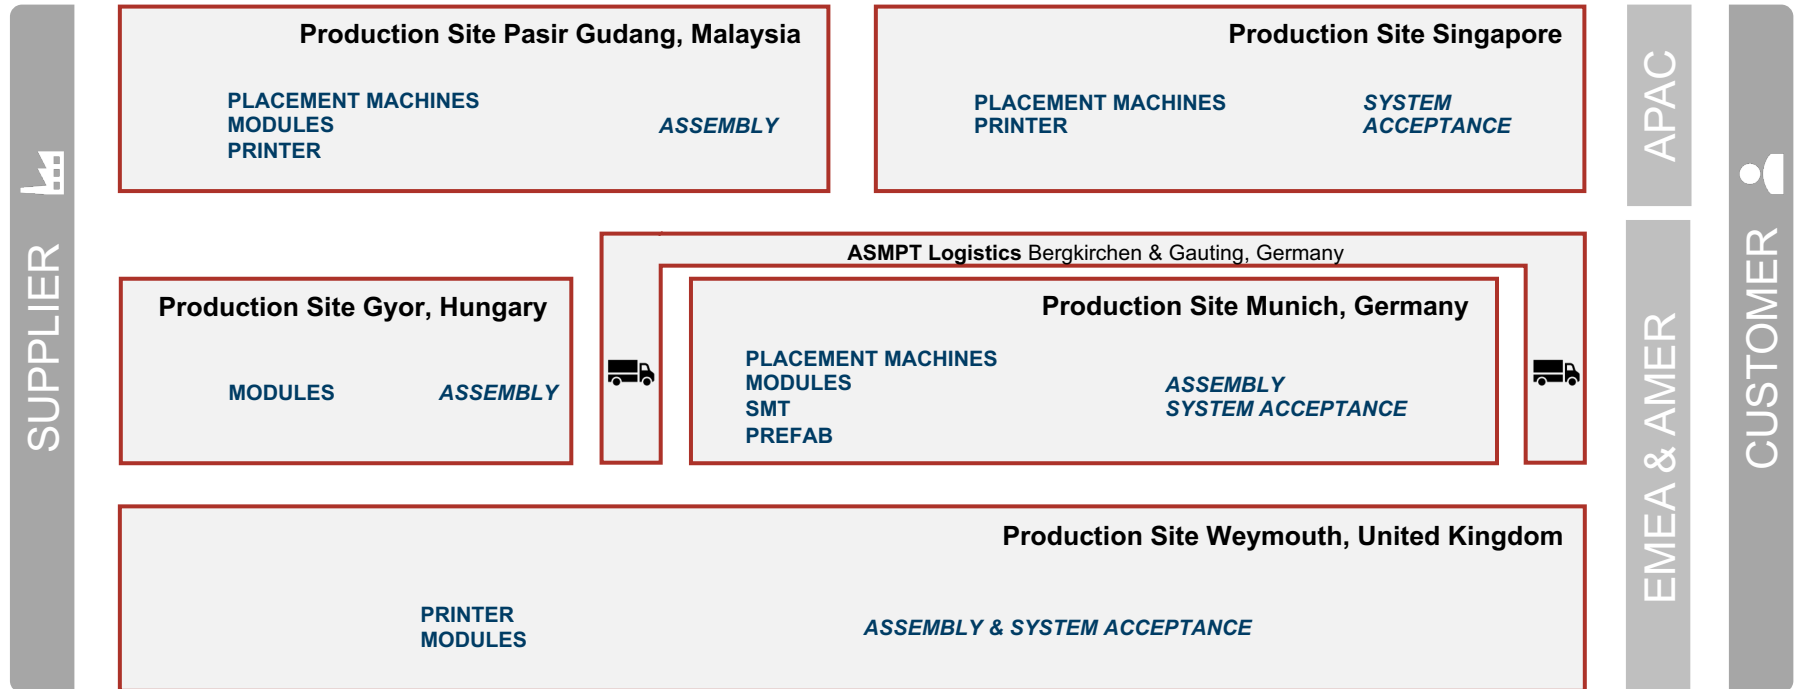 SUPPLIER
Production Site Pasir Gudang, Malaysia
PLACEMENT MACHINES
MODULES
PRINTER
ASSEMBLY
Production Site Singapore
PLACEMENT MACHINES
PRINTER
SYSTEM
ACCEPTANCE
APAC
CUSTOMER
ASMPT Logistics Bergkirchen & Gauting, Germany
Production Site Gyor, Hungary
MODULES
ASSEMBLY
Production Site Munich, Germany
PLACEMENT MACHINES
MODULES
SMT
PREFAB
ASSEMBLY
SYSTEM ACCEPTANCE
EMEA & AMER
Production Site Weymouth, United Kingdom
PRINTER
MODULES
ASSEMBLY & SYSTEM ACCEPTANCE